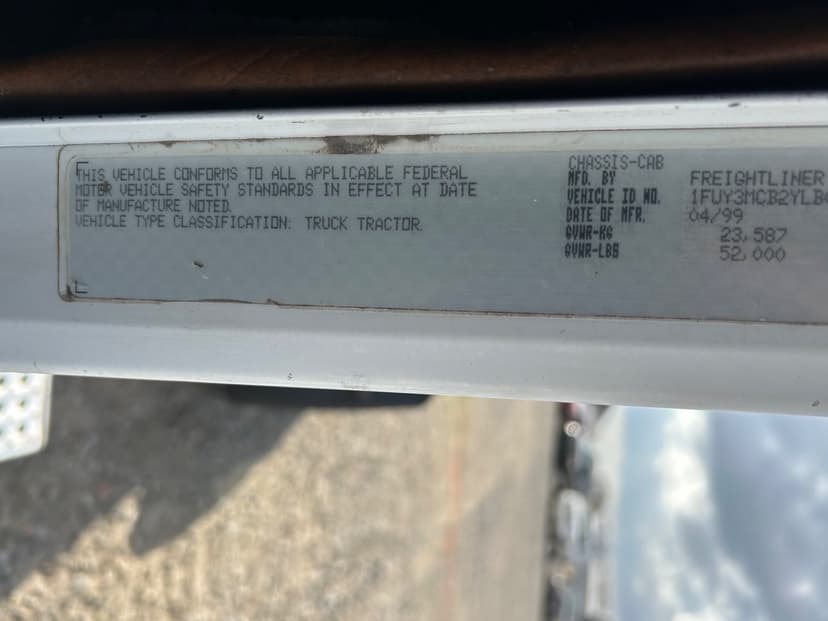 THIS VEHICLE CONFORMS TO ALL APPLICABLE FEDERAL
MOTOR VEHICLE SAFETY STANDARDS IN EFFECT AT DATE
OF MANUFACTURE NOTED.
VEHICLE TYPE CLASSIFICATION: TRUCK TRACTOR.
CHASSIS-CAB
MFD. BY FREIGHTLINER
VEHICLE ID NO. 1FUY3MCB2YLB
DATE OF MFR. 04/99
GVWR-KG 23,587
GVWR-LBS 52,000